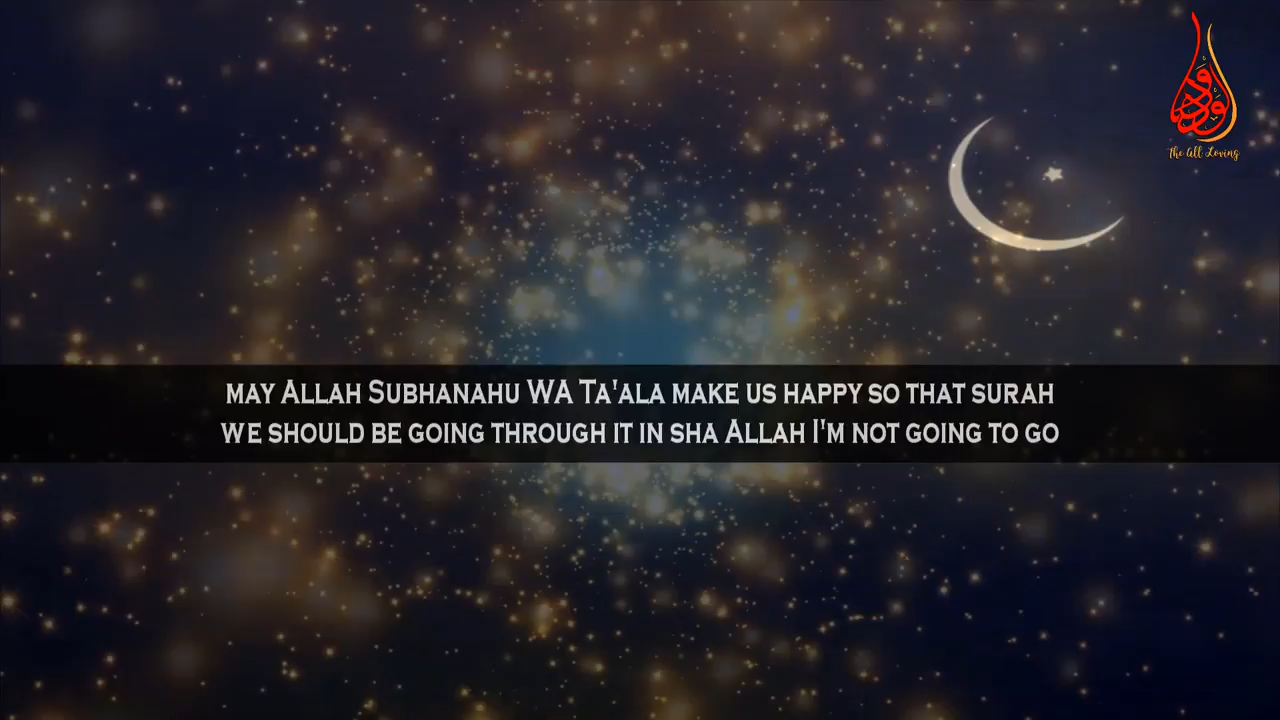 The All Loving
may Allah Subhanahu WA Ta'ala make us happy so that surah
we should be going through it in sha Allah I'm not going to go